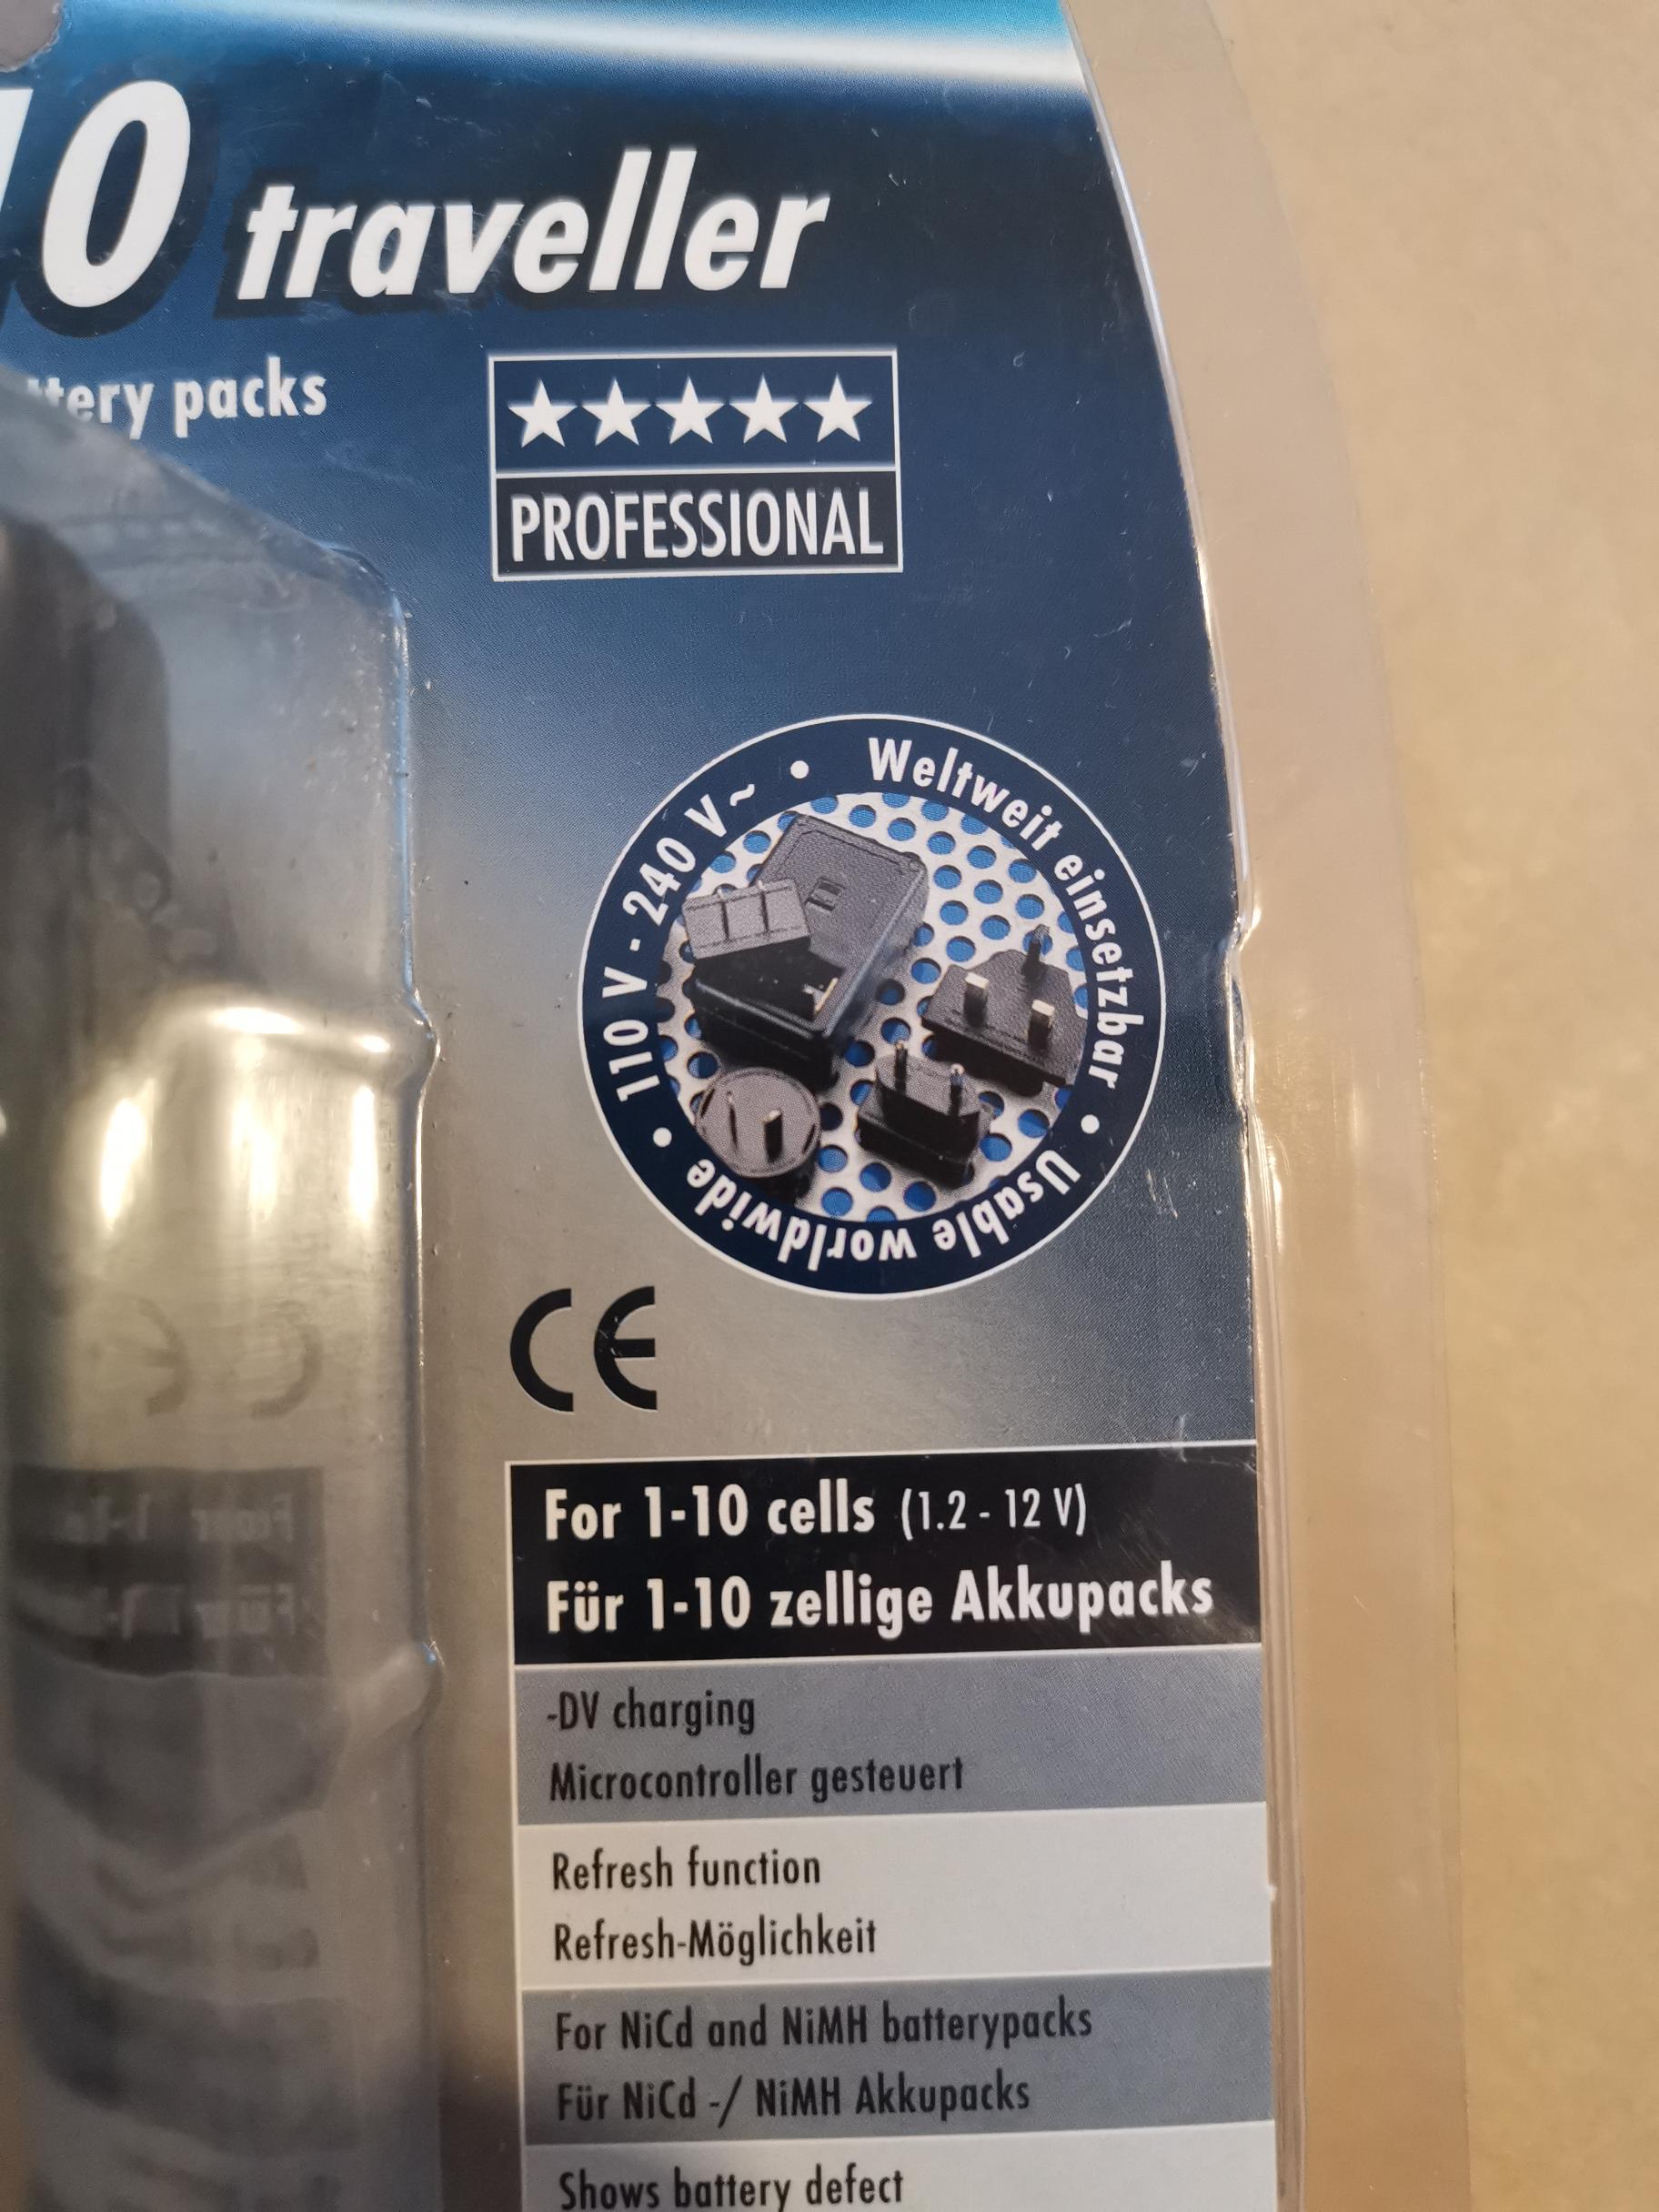 10 traveller
battery packs
★★★★★
PROFESSIONAL
110 V - 240 V ~ • Weltweit einsetzbar • Usable worldwide •
CE
For 1-10 cells (1.2 - 12 V)
Für 1-10 zellige Akkupacks
-DV charging
Microcontroller gesteuert
Refresh function
Refresh-Möglichkeit
For NiCd and NiMH batterypacks
Für NiCd -/ NiMH Akkupacks
Shows battery defect